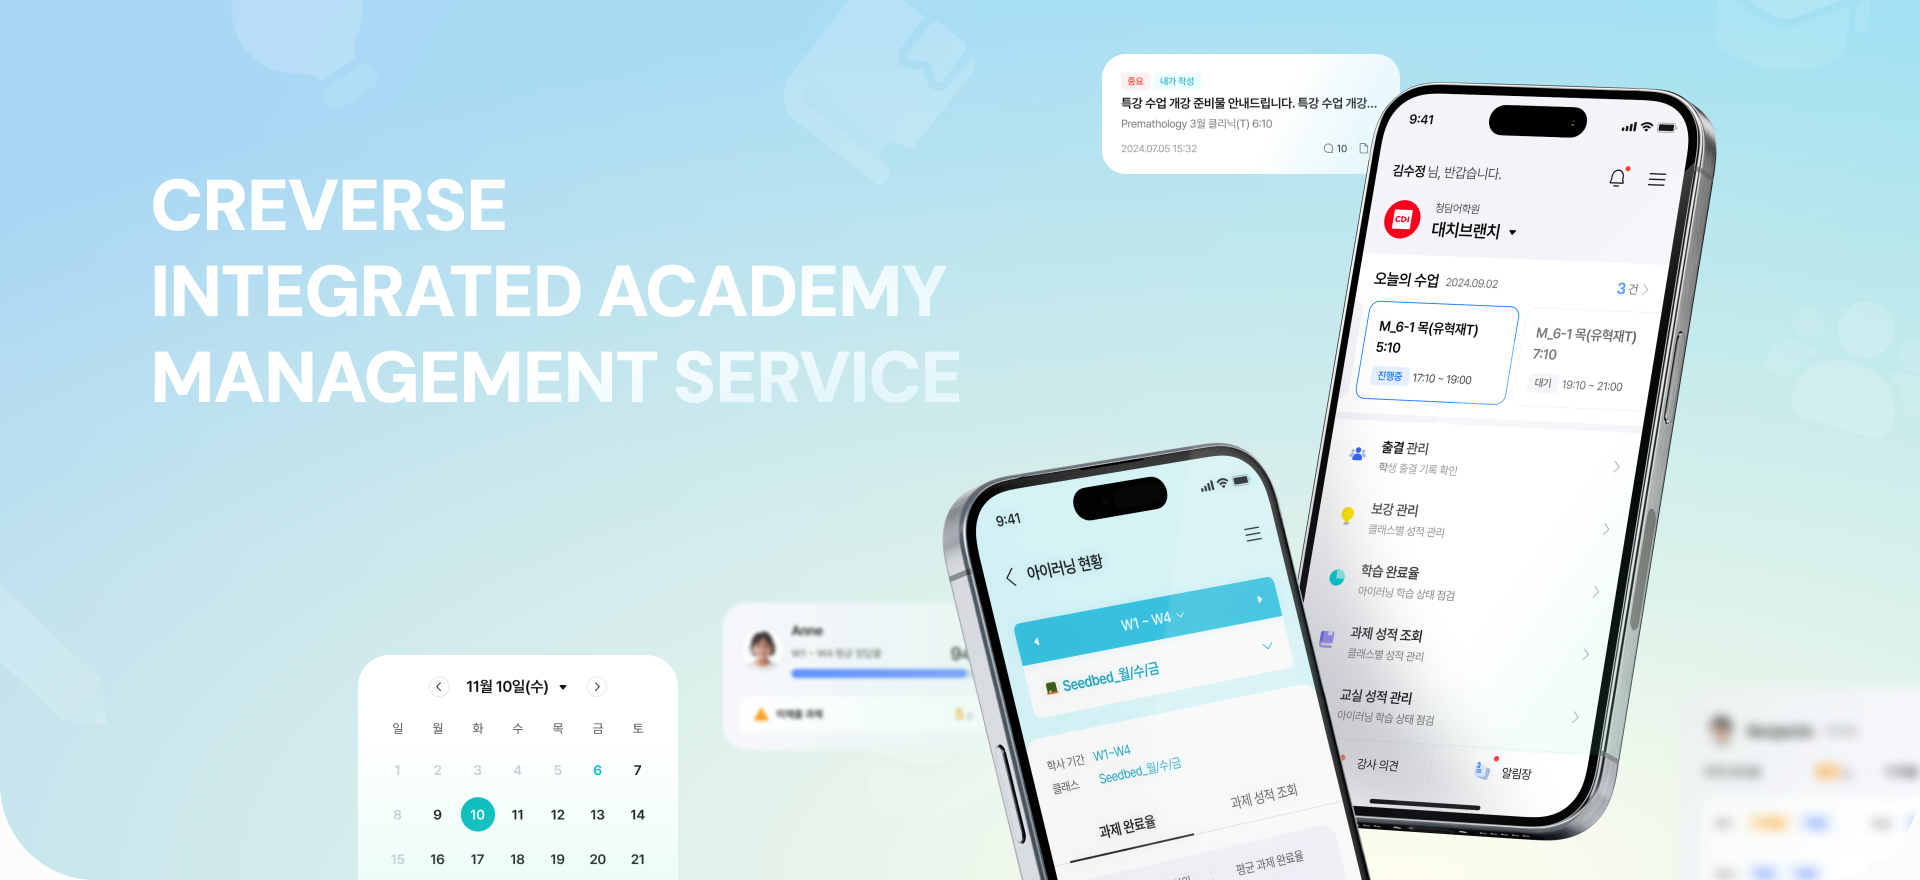 CREVERSE
INTEGRATED ACADEMY
MANAGEMENT SERVICE
중요 내가 작성
특강 수업 개강 준비물 안내드립니다. 특강 수업 개강...
Premathology 3월 클리닉(T) 6:10
2024.07.05 15:32
10
9:41
김수정 님, 반갑습니다.
CDI
청담어학원
대치브랜치
오늘의 수업 2024.09.02 3 건
M_6-1 목(유혁재T)
5:10
진행중 17:10 ~ 19:00
M_6-1 목(유혁재T)
7:10
대기 19:10 ~ 21:00
출결 관리
학생 출결 기록 확인
보강 관리
클래스별 성적 관리
학습 완료율
아이러닝 학습 상태 점검
과제 성적 조회
클래스별 성적 관리
교실 성적 관리
아이러닝 학습 상태 점검
강사 의견
알림장
9:41
아이러닝 현황
W1 ~ W4
Seedbed_월/수/금
학사 기간 W1~W4
클래스 Seedbed_월/수/금
과제 완료율 과제 성적 조회
평균 과제 완료율
Anne
W1 ~ W4 평균 정답률
미제출 과제 5
11월 10일(수)
일 월 화 수 목 금 토
1 2 3 4 5 6 7
8 9 10 11 12 13 14
15 16 17 18 19 20 21